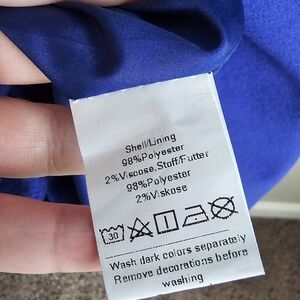 Shell/Lining
98%Polyester
2%Viscose,Stoff/Futter
98%Polyester
2%Viskose
30
Wash dark colors separately
Remove decorations before
washing